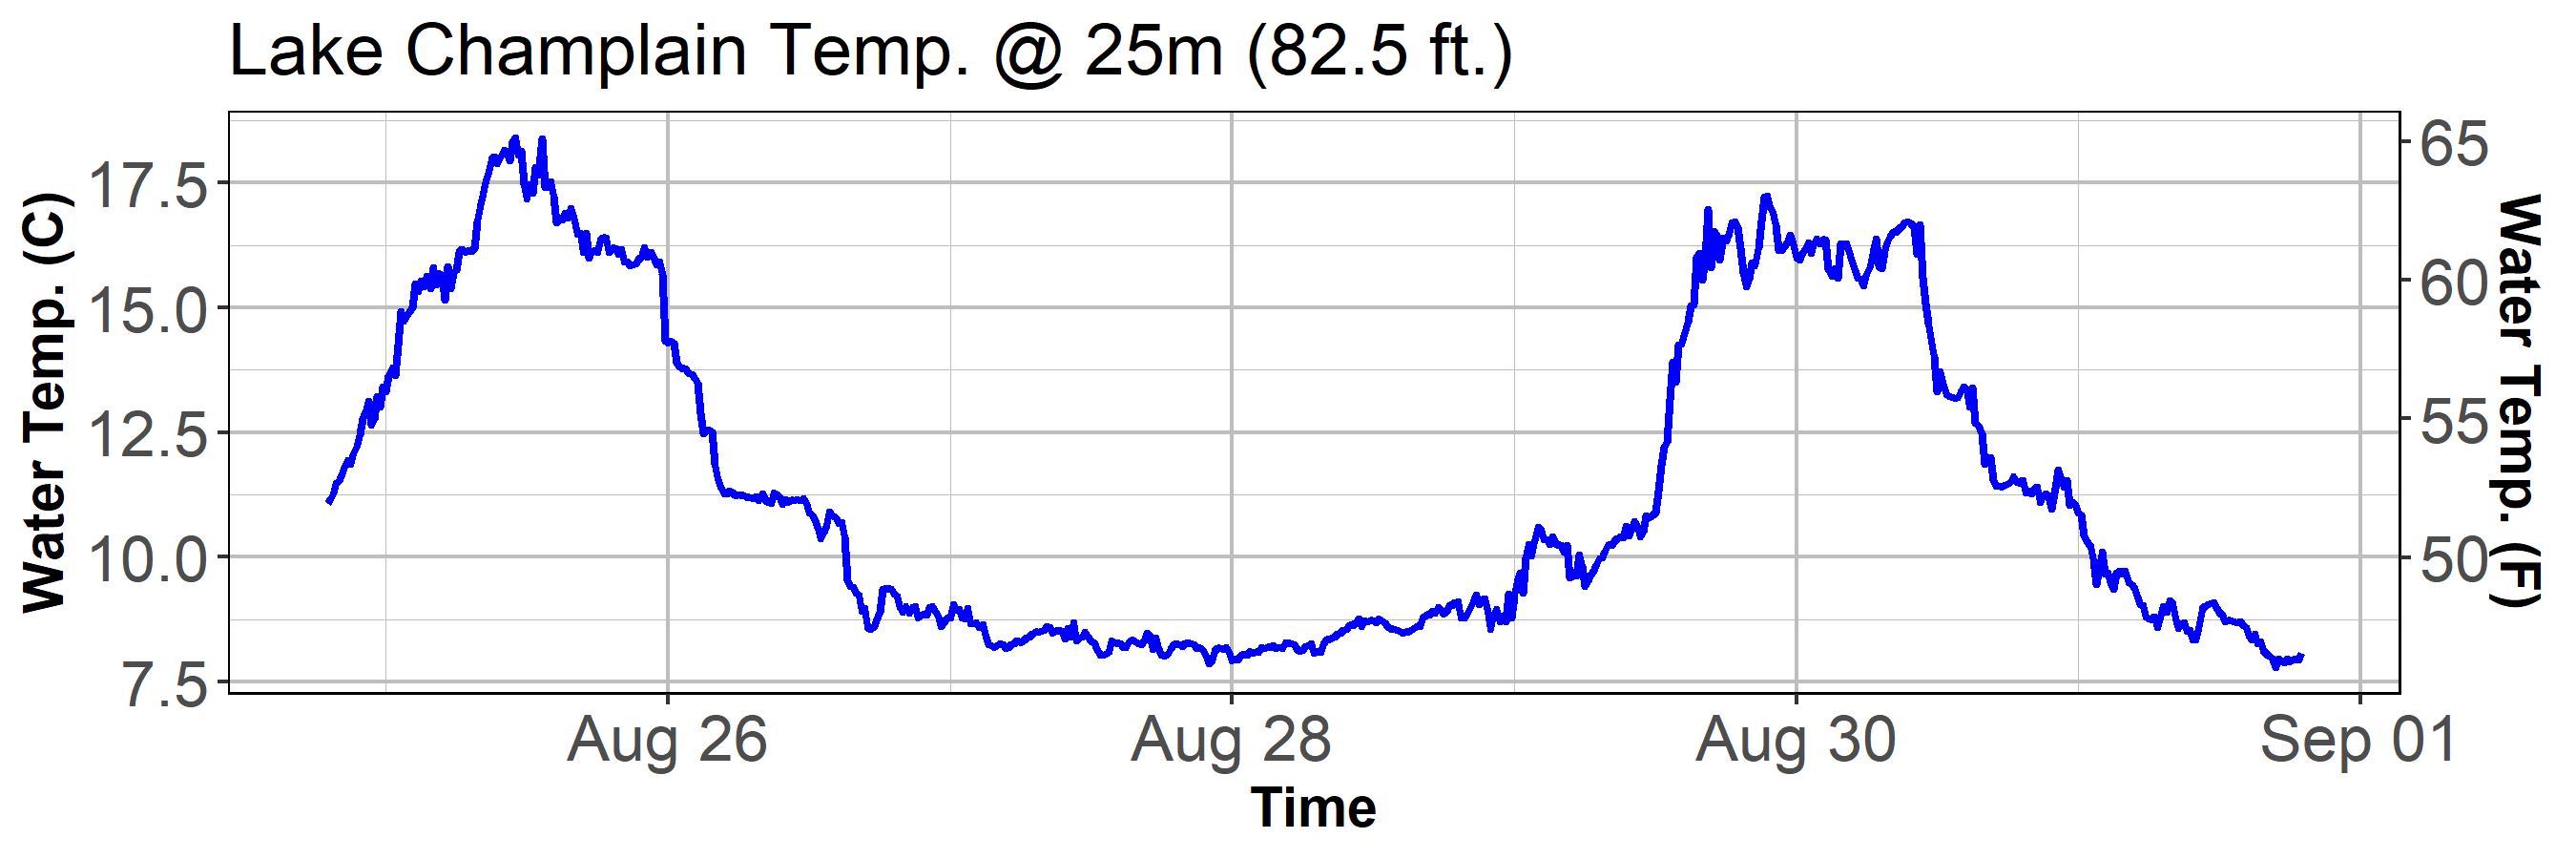 Lake Champlain Temp. @ 25m (82.5 ft.)
Water Temp. (C)
17.5
15.0
12.5
10.0
7.5
65
60
55
50
Water Temp. (F)
Aug 26
Aug 28
Aug 30
Sep 01
Time